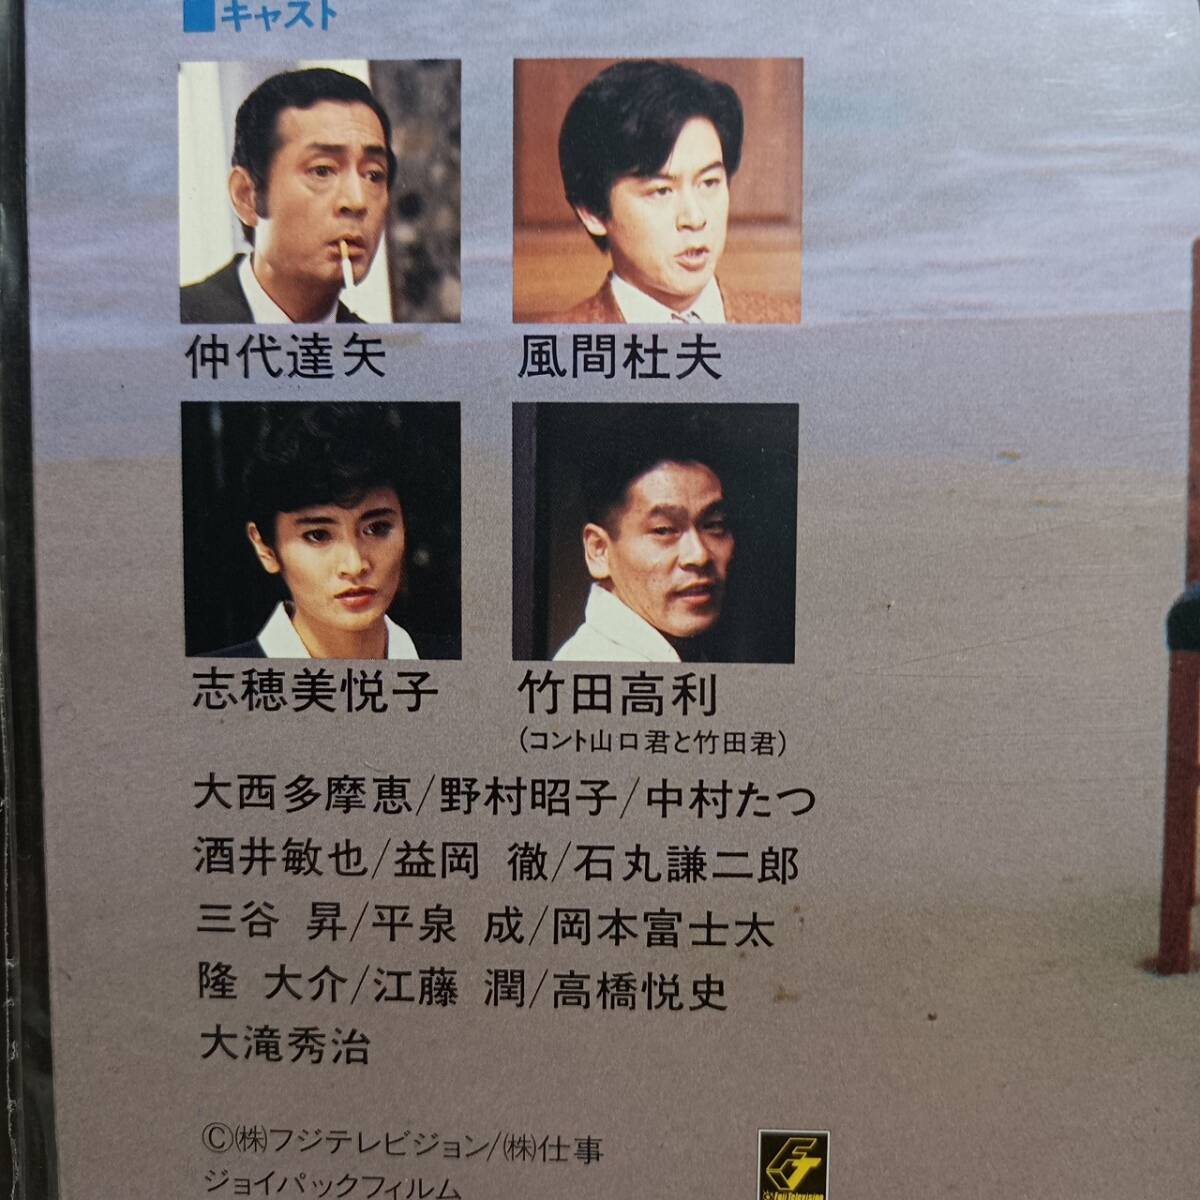 ■キャスト
仲代達矢
風間杜夫
志穂美悦子
竹田高利
(コント山口君と竹田君)
大西多摩恵/野村昭子/中村たつ
酒井敏也/益岡 徹/石丸謙二郎
三谷 昇/平泉 成/岡本富士太
隆 大介/江藤 潤/高橋悦史
大滝秀治
©㈱フジテレビジョン/㈱仕事
ジョイパックフィルム
Fuji Television